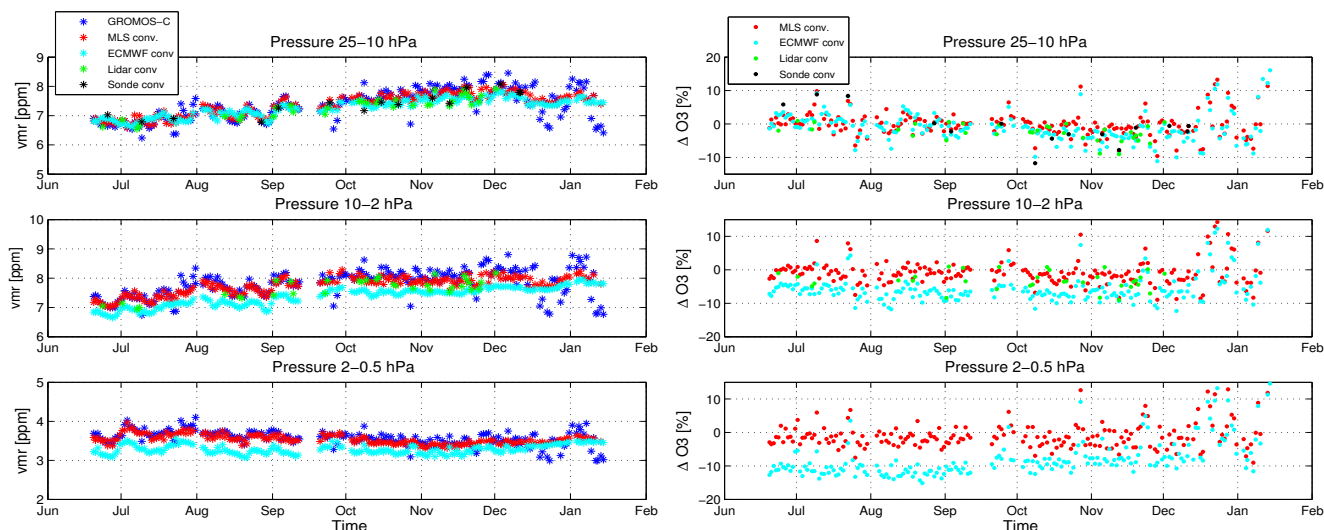 GROMOS−C
MLS conv.
ECMWF conv
Lidar conv
Sonde conv
Pressure 25−10 hPa
vmr [ppm]
9
8
7
6
5
Jun Jul Aug Sep Oct Nov Dec Jan Feb
Pressure 10−2 hPa
vmr [ppm]
10
9
8
7
6
Jun Jul Aug Sep Oct Nov Dec Jan Feb
Pressure 2−0.5 hPa
vmr [ppm]
5
4
3
2
Jun Jul Aug Sep Oct Nov Dec Jan Feb
Time
MLS conv.
ECMWF conv
Lidar conv
Sonde conv
Pressure 25−10 hPa
Δ O3 [%]
20
10
0
−10
Jun Jul Aug Sep Oct Nov Dec Jan Feb
Pressure 10−2 hPa
Δ O3 [%]
10
0
−10
−20
Jun Jul Aug Sep Oct Nov Dec Jan Feb
Pressure 2−0.5 hPa
Δ O3 [%]
10
0
−10
−20
Jun Jul Aug Sep Oct Nov Dec Jan Feb
Time